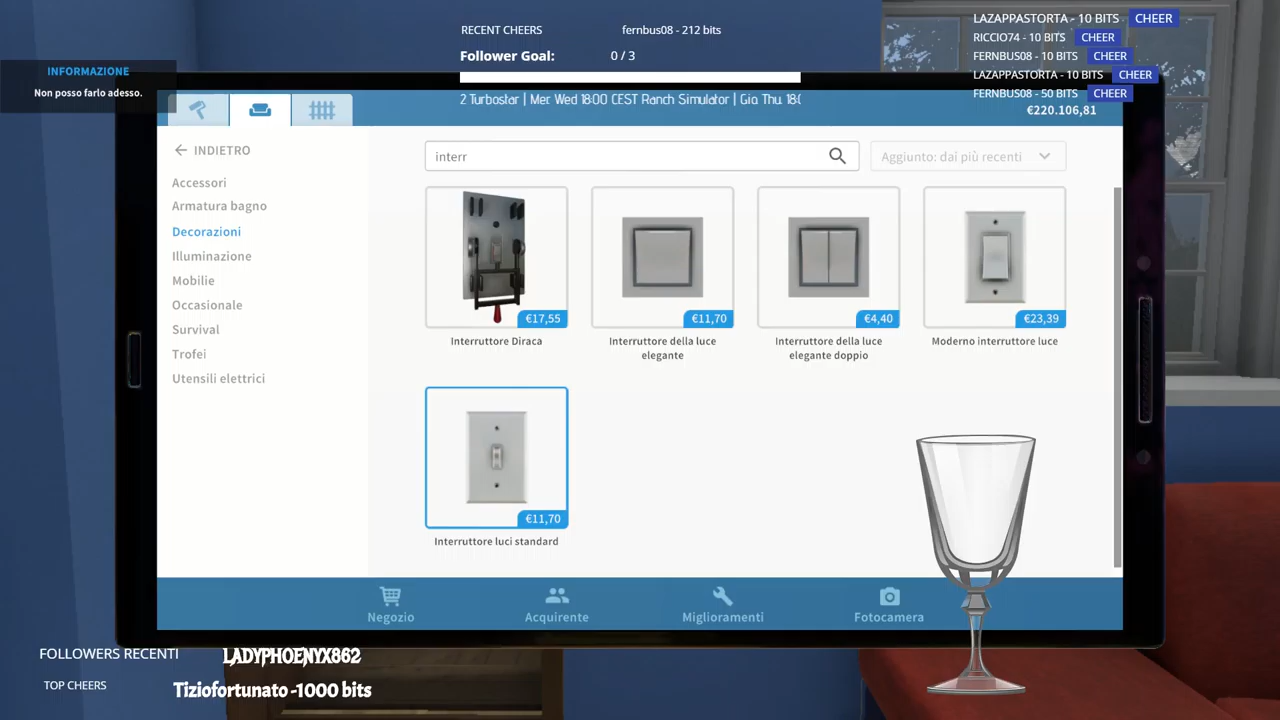 RECENT CHEERS
fernbus08 - 212 bits
Follower Goal: 0 / 3
LAZAPPASTORTA - 10 BITS CHEER
RICCIO74 - 10 BITS CHEER
FERNBUS08 - 10 BITS CHEER
LAZAPPASTORTA - 10 BITS CHEER
FERNBUS08 - 50 BITS CHEER
INFORMAZIONE
Non posso farlo adesso.
2 Turbostar | Mer Wed 18:00 CEST Ranch Simulator | Gio Thu. 18:
€220.106,81
INDIETRO
Accessori
Armatura bagno
Decorazioni
Illuminazione
Mobilie
Occasionale
Survival
Trofei
Utensili elettrici
interr
Aggiunto: dai più recenti
€17,55
Interruttore Diraca
€11,70
Interruttore della luce
elegante
€4,40
Interruttore della luce
elegante doppio
€23,39
Moderno interruttore luce
€11,70
Interruttore luci standard
Negozio
Acquirente
Miglioramenti
Fotocamera
FOLLOWERS RECENTI LADYPHOENYX862
TOP CHEERS Tiziofortunato -1000 bits